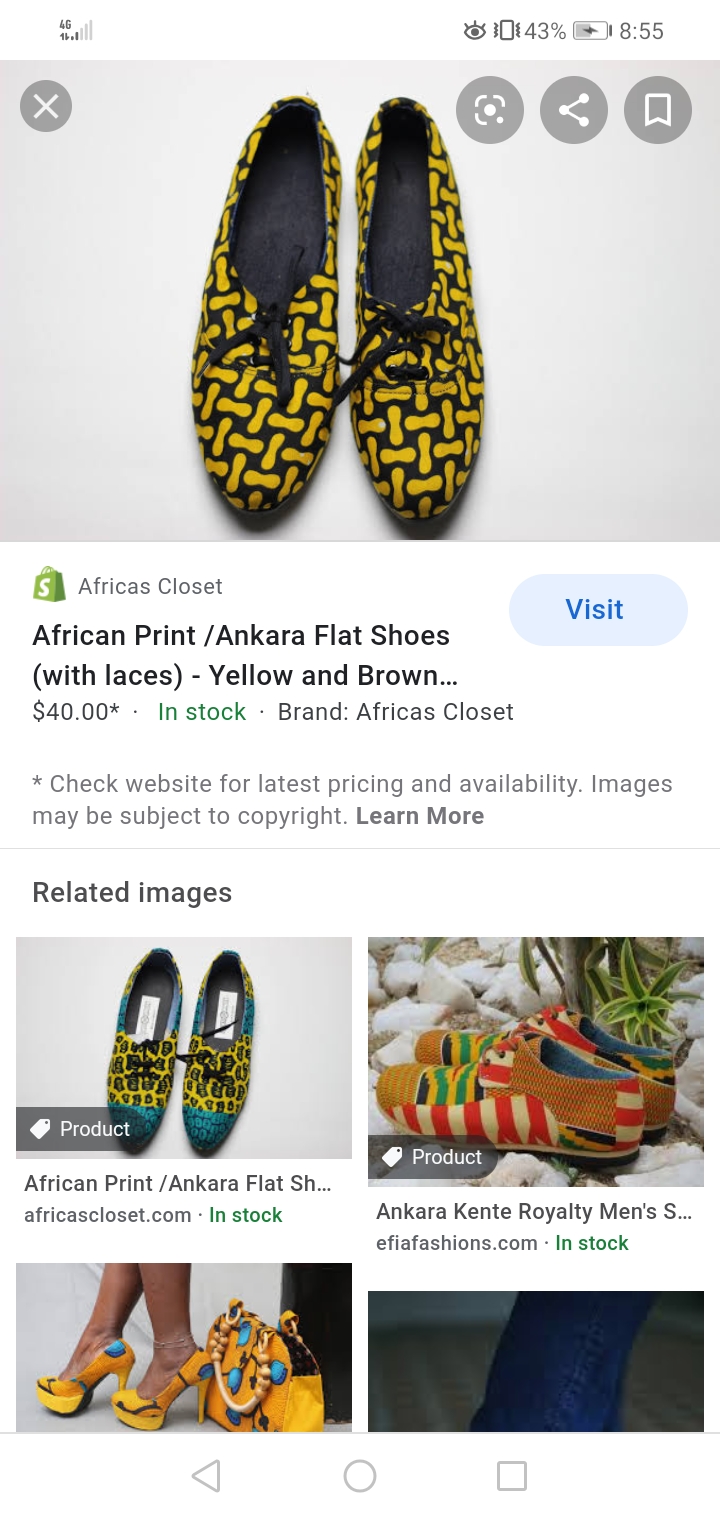 4G
43%
8:55
Africas Closet
Visit
African Print /Ankara Flat Shoes
(with laces) - Yellow and Brown...
$40.00* · In stock · Brand: Africas Closet
* Check website for latest pricing and availability. Images
may be subject to copyright. Learn More
Related images
Product
African Print /Ankara Flat Sh...
africascloset.com · In stock
Product
Ankara Kente Royalty Men's S...
efiafashions.com · In stock